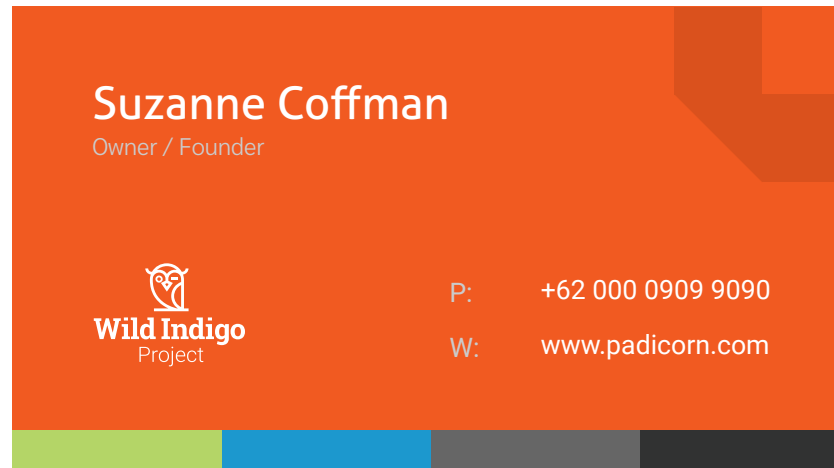 Suzanne Coffman
Owner / Founder
Wild Indigo
Project
P: +62 000 0909 9090
W: www.padicorn.com